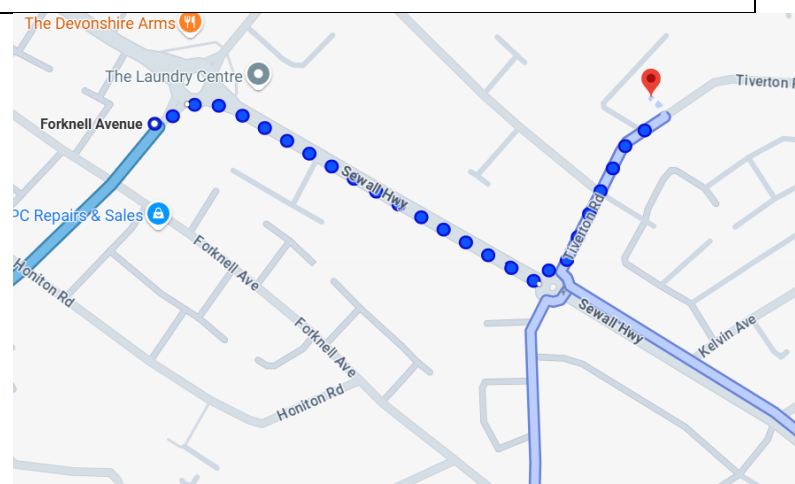 The Devonshire Arms
The Laundry Centre
Tiverton R
Forknell Avenue
Sewall Hwy
PC Repairs & Sales
Tiverton Rd
Forknell Ave
Honiton Rd
Sewall Hwy
Kelvin Ave
Forknell Ave
Honiton Rd